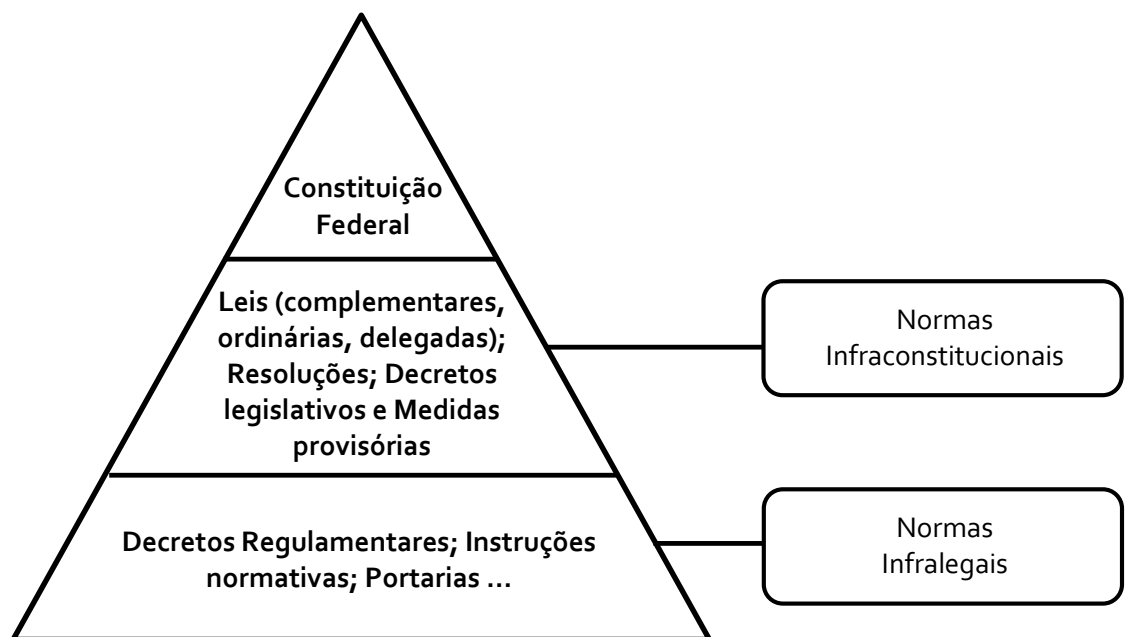 Constituição
Federal
Leis (complementares,
ordinárias, delegadas);
Resoluções; Decretos
legislativos e Medidas
provisórias
Normas
Infraconstitucionais
Decretos Regulamentares; Instruções
normativas; Portarias ...
Normas
Infralegais